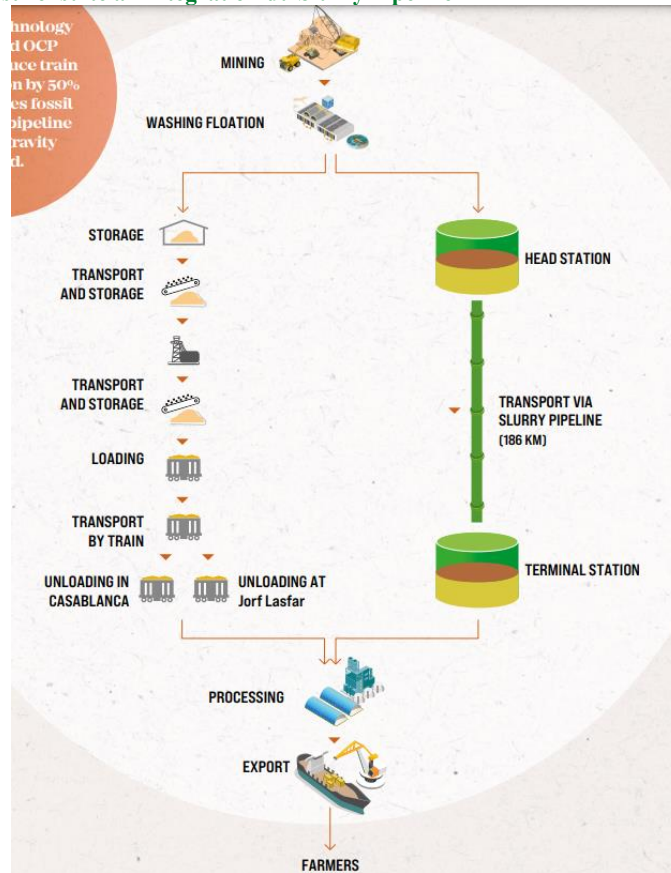 hnology
d OCP
uce train
n by 50%
es fossil
pipeline
ravity
d.
MINING
WASHING FLOATION
STORAGE
TRANSPORT
AND STORAGE
TRANSPORT
AND STORAGE
LOADING
TRANSPORT
BY TRAIN
UNLOADING IN
CASABLANCA
UNLOADING AT
Jorf Lasfar
HEAD STATION
TRANSPORT VIA
SLURRY PIPELINE
(186 KM)
TERMINAL STATION
PROCESSING
EXPORT
FARMERS